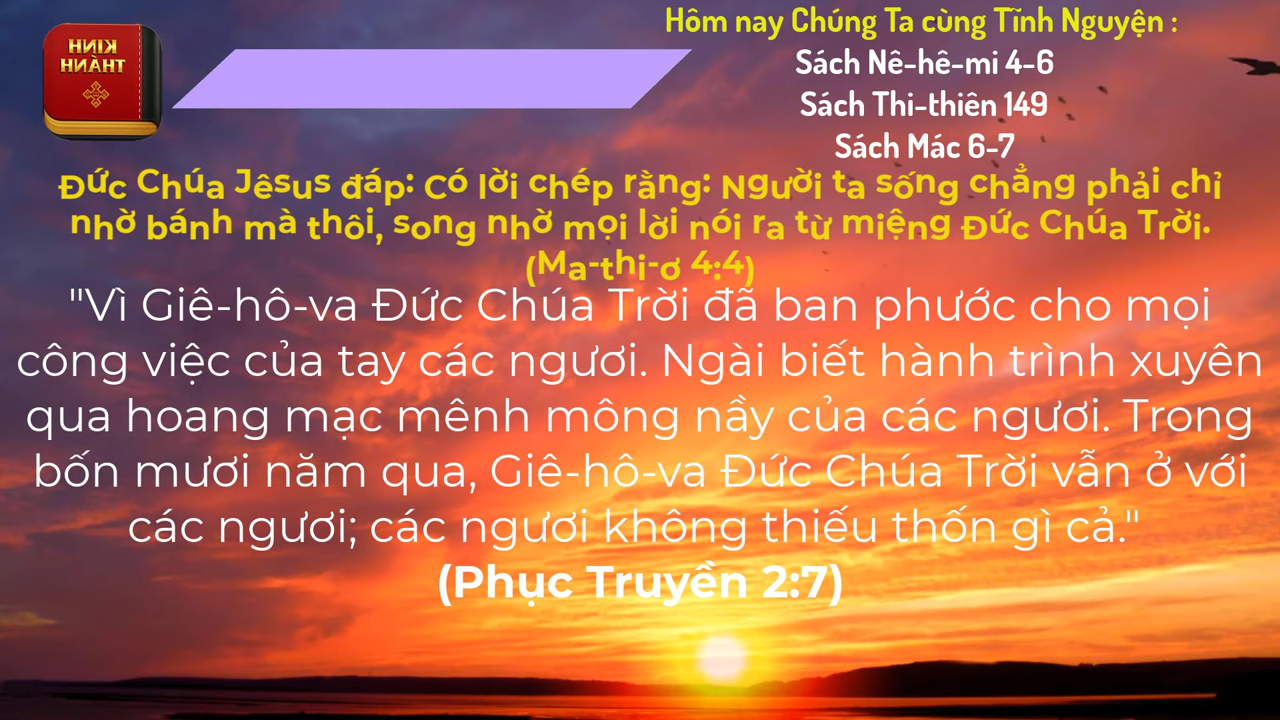 KINH
THÁNH
Hôm nay Chúng Ta cùng Tĩnh Nguyện :
Sách Nê-hê-mi 4-6
Sách Thi-thiên 149
Sách Mác 6-7
Đức Chúa Jêsus đáp: Có lời chép rằng: Người ta sống chẳng phải chỉ
nhờ bánh mà thôi, song nhờ mọi lời nói ra từ miệng Đức Chúa Trời.
(Ma-thi-ơ 4:4)
"Vì Giê-hô-va Đức Chúa Trời đã ban phước cho mọi
công việc của tay các ngươi. Ngài biết hành trình xuyên
qua hoang mạc mênh mông nầy của các ngươi. Trong
bốn mươi năm qua, Giê-hô-va Đức Chúa Trời vẫn ở với
các ngươi; các ngươi không thiếu thốn gì cả."
(Phục Truyền 2:7)